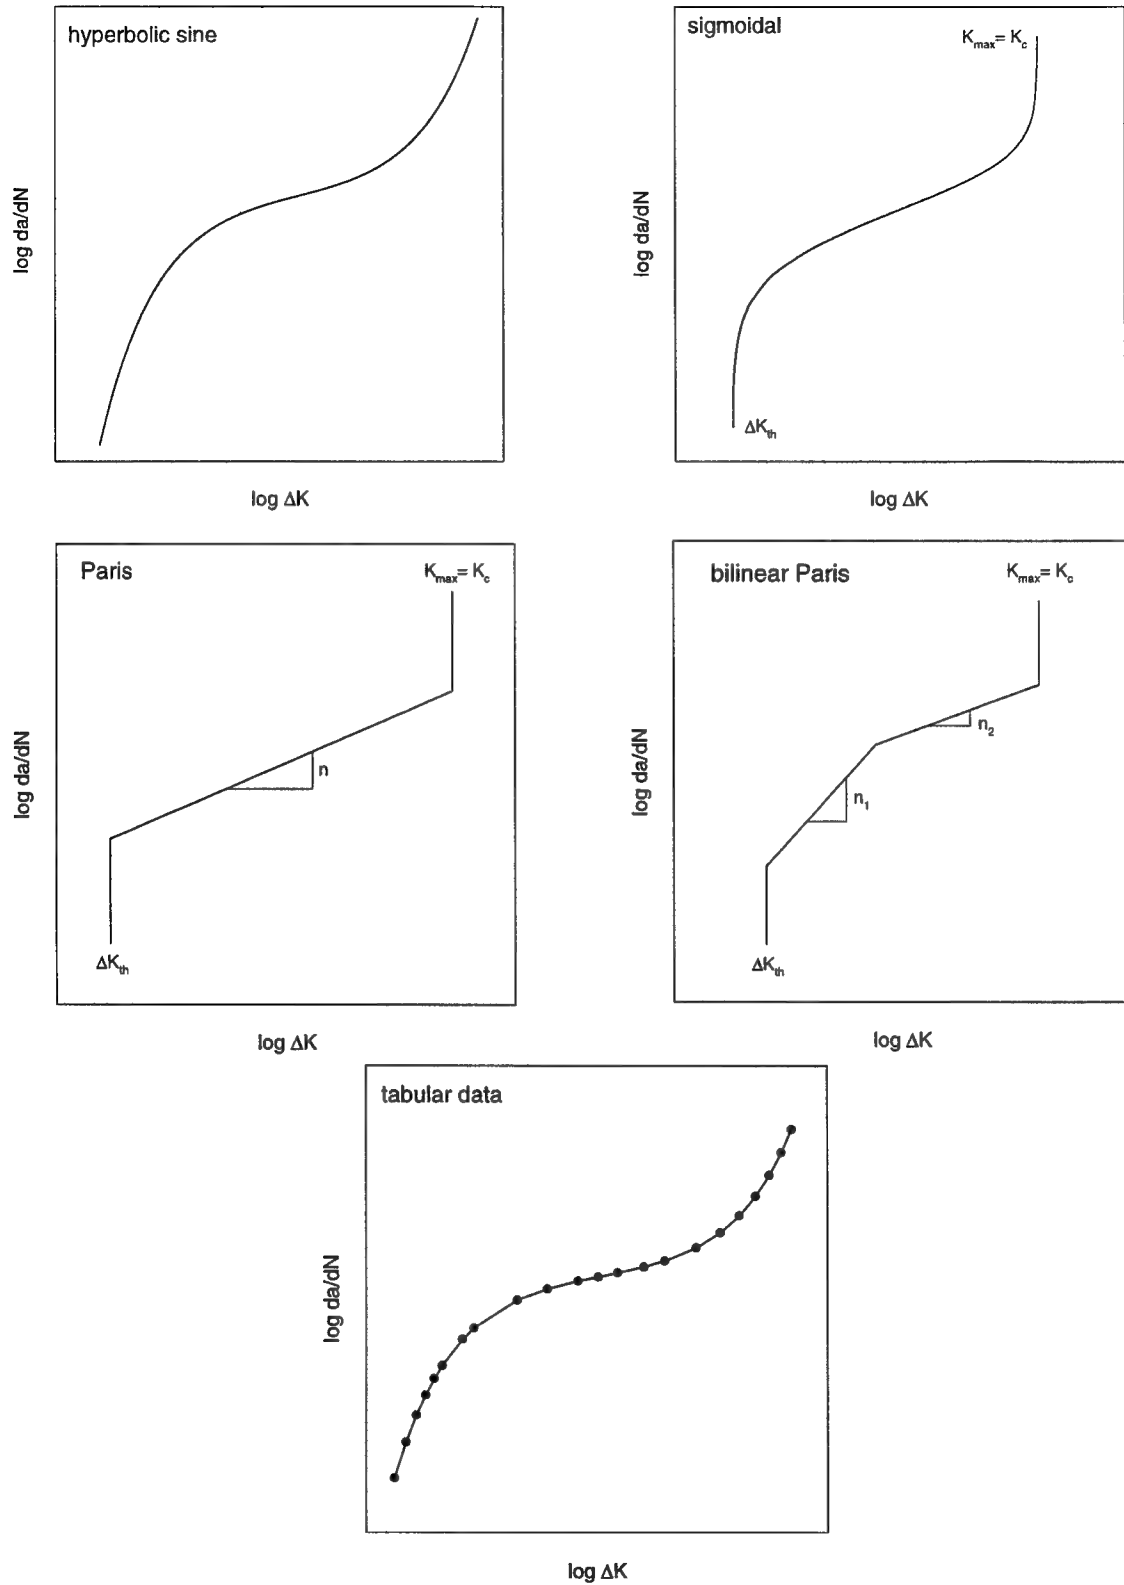 hyperbolic sine
log da/dN
log ΔK
sigmoidal
K_max = K_c
log da/dN
ΔK_th
log ΔK
Paris
K_max = K_c
log da/dN
n
ΔK_th
log ΔK
bilinear Paris
K_max = K_c
log da/dN
n_2
n_1
ΔK_th
log ΔK
tabular data
log da/dN
log ΔK